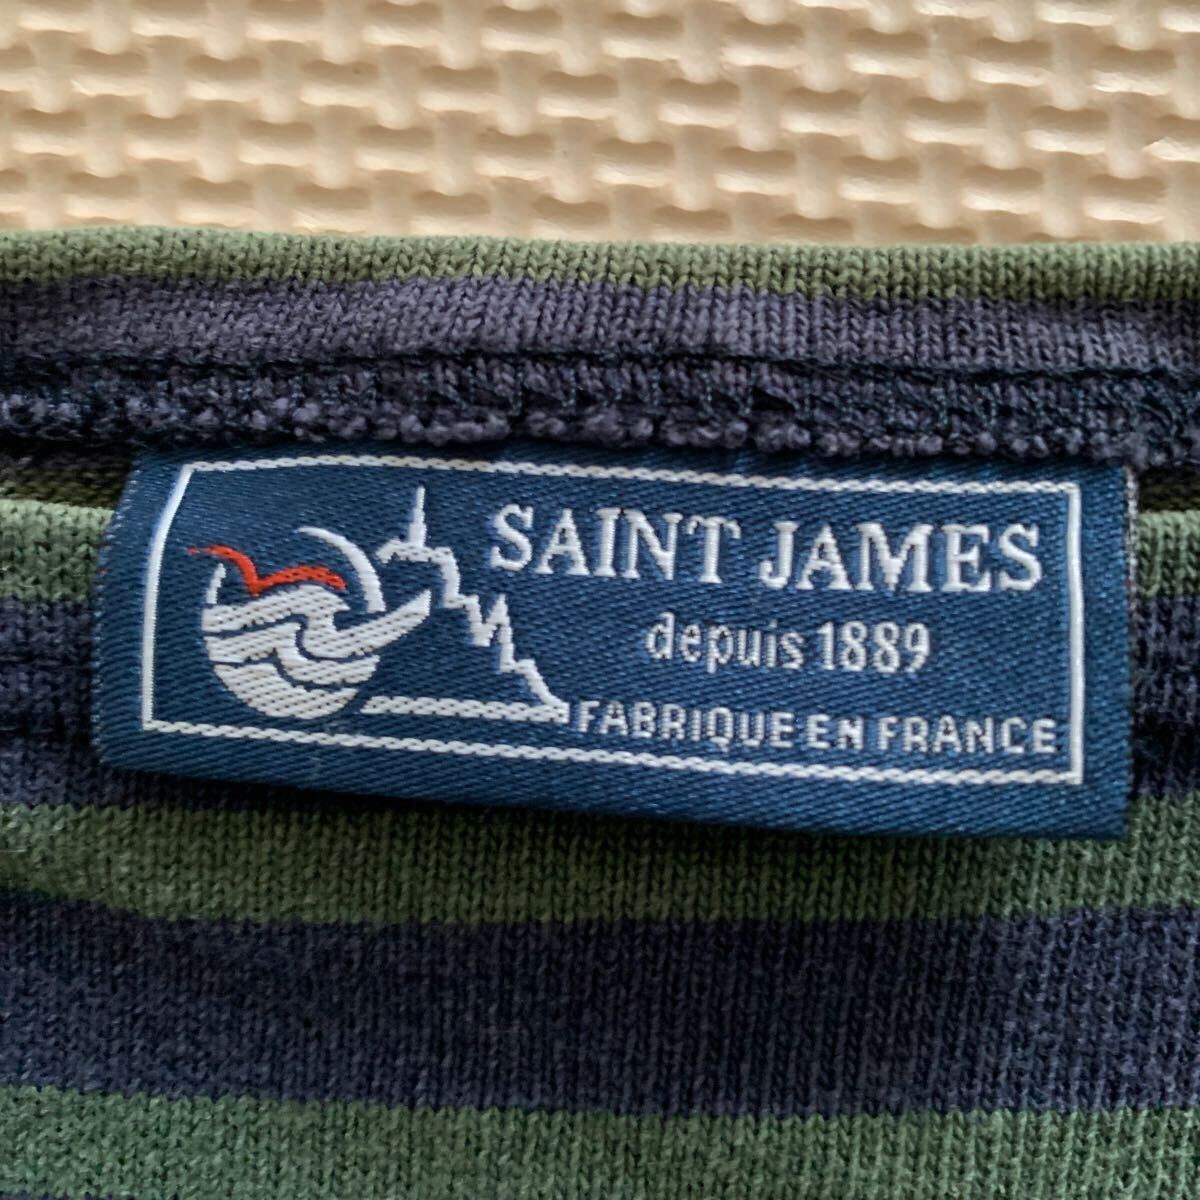 SAINT JAMES
depuis 1889
FABRIQUE EN FRANCE